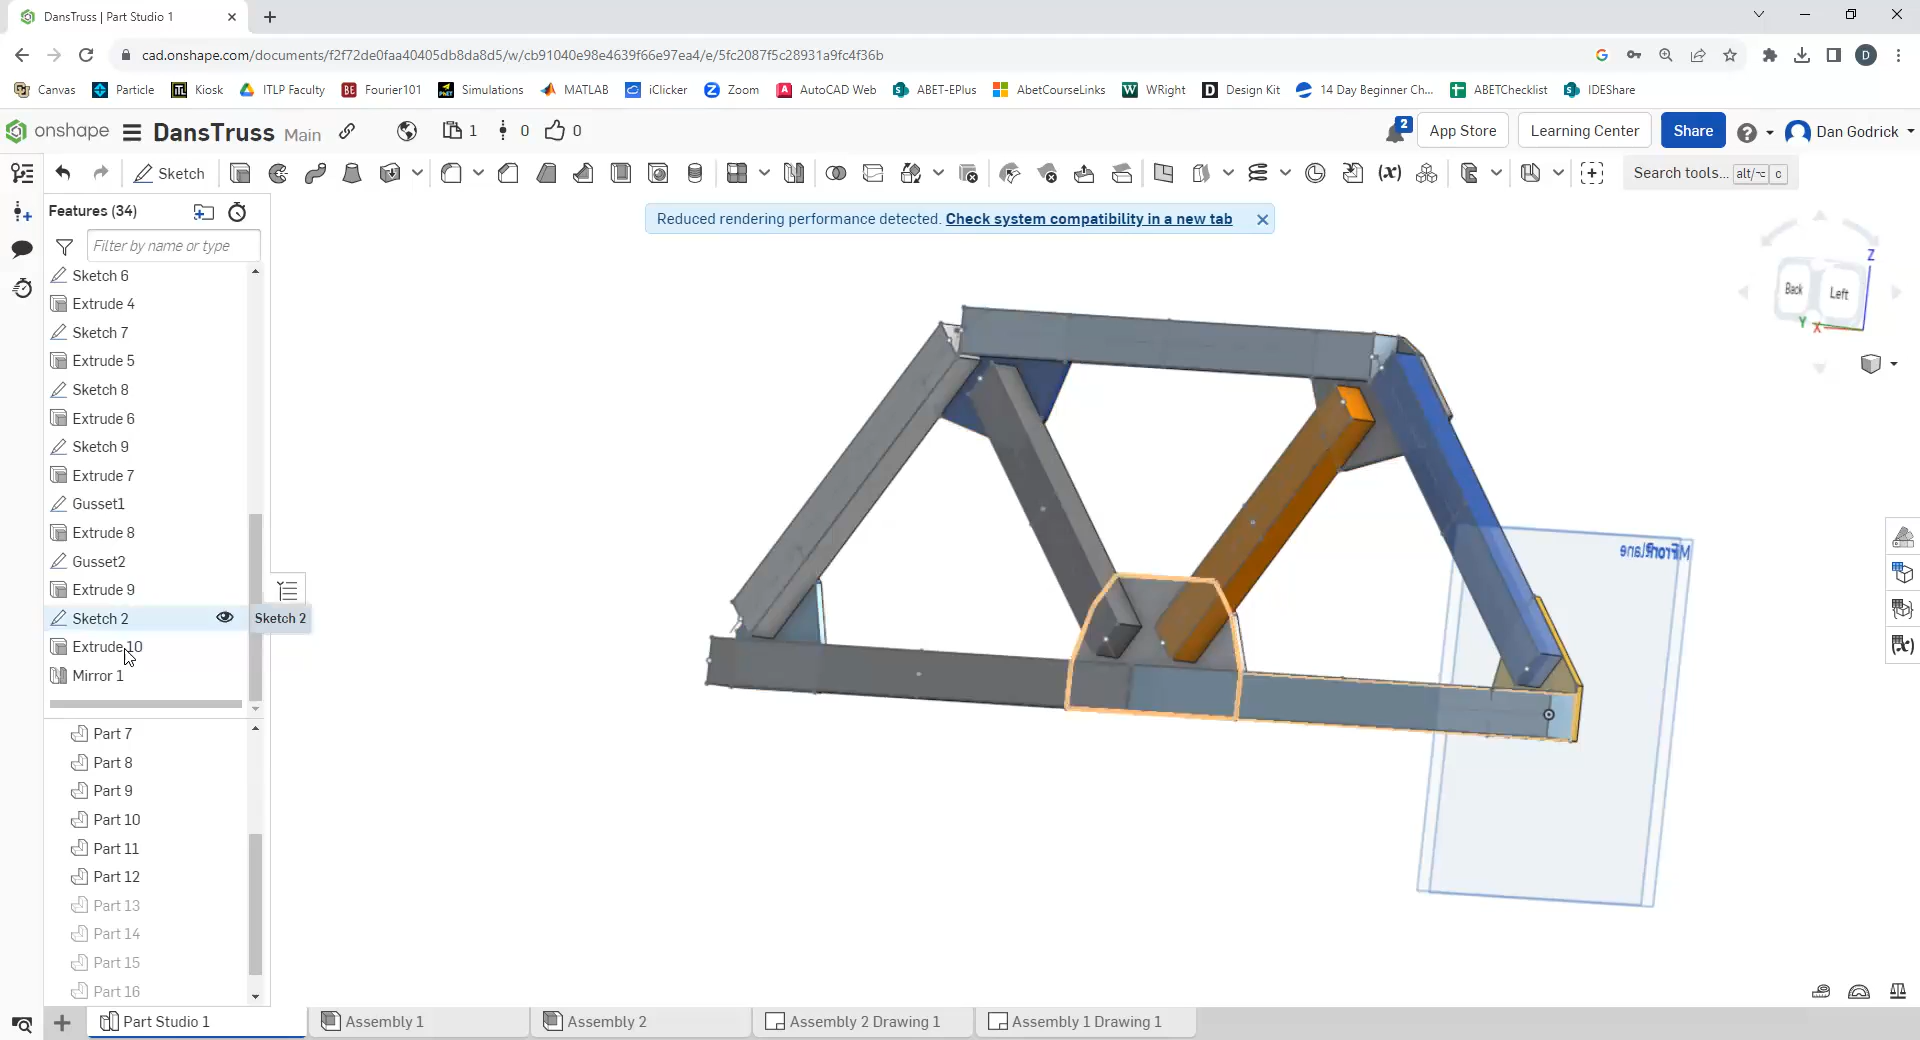 DansTruss | Part Studio 1
cad.onshape.com/documents/f2f72de0faa40405db8da8d5/w/cb91040e98e4639f66e97ea4/e/5fc2087f5c28931a9fc4f36b
D
Canvas Particle Kiosk ITLP Faculty BE Fourier101 PhET Simulations MATLAB iClicker Zoom AutoCAD Web ABET-EPlus AbetCourseLinks WRight Design Kit 14 Day Beginner Ch... ABETChecklist IDEShare
onshape DansTruss Main 1 0 0 2 App Store Learning Center Share Dan Godrick
Sketch (x) Search tools... alt/⌥ c
Features (34)
Reduced rendering performance detected. Check system compatibility in a new tab
Filter by name or type
Sketch 6
Extrude 4
Sketch 7
Extrude 5
Sketch 8
Extrude 6
Sketch 9
Extrude 7
Gusset1
Extrude 8
Gusset2
Extrude 9
Sketch 2 Sketch 2
Extrude 10
Mirror 1
Part 7
Part 8
Part 9
Part 10
Part 11
Part 12
Part 13
Part 14
Part 15
Part 16
Z
Back Left
Y X
(x)
Part Studio 1 Assembly 1 Assembly 2 Assembly 2 Drawing 1 Assembly 1 Drawing 1